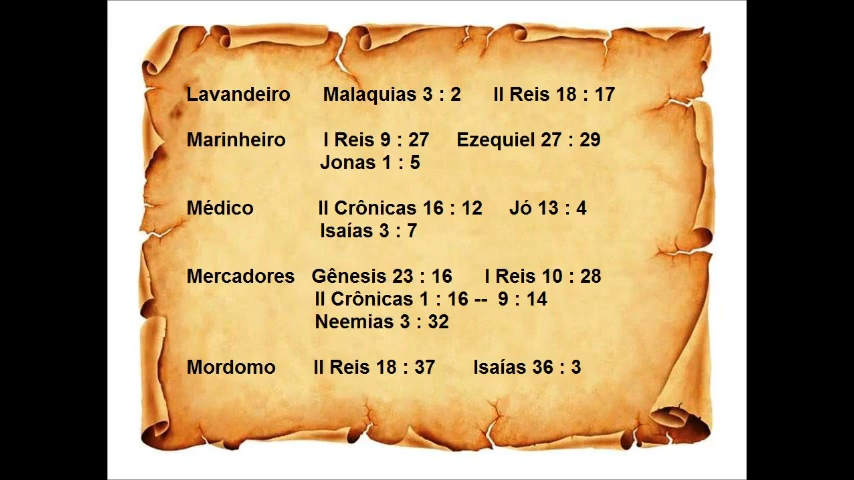 Lavandeiro Malaquias 3 : 2 II Reis 18 : 17
Marinheiro I Reis 9 : 27 Ezequiel 27 : 29
Jonas 1 : 5
Médico II Crônicas 16 : 12 Jó 13 : 4
Isaías 3 : 7
Mercadores Gênesis 23 : 16 I Reis 10 : 28
II Crônicas 1 : 16 -- 9 : 14
Neemias 3 : 32
Mordomo II Reis 18 : 37 Isaías 36 : 3